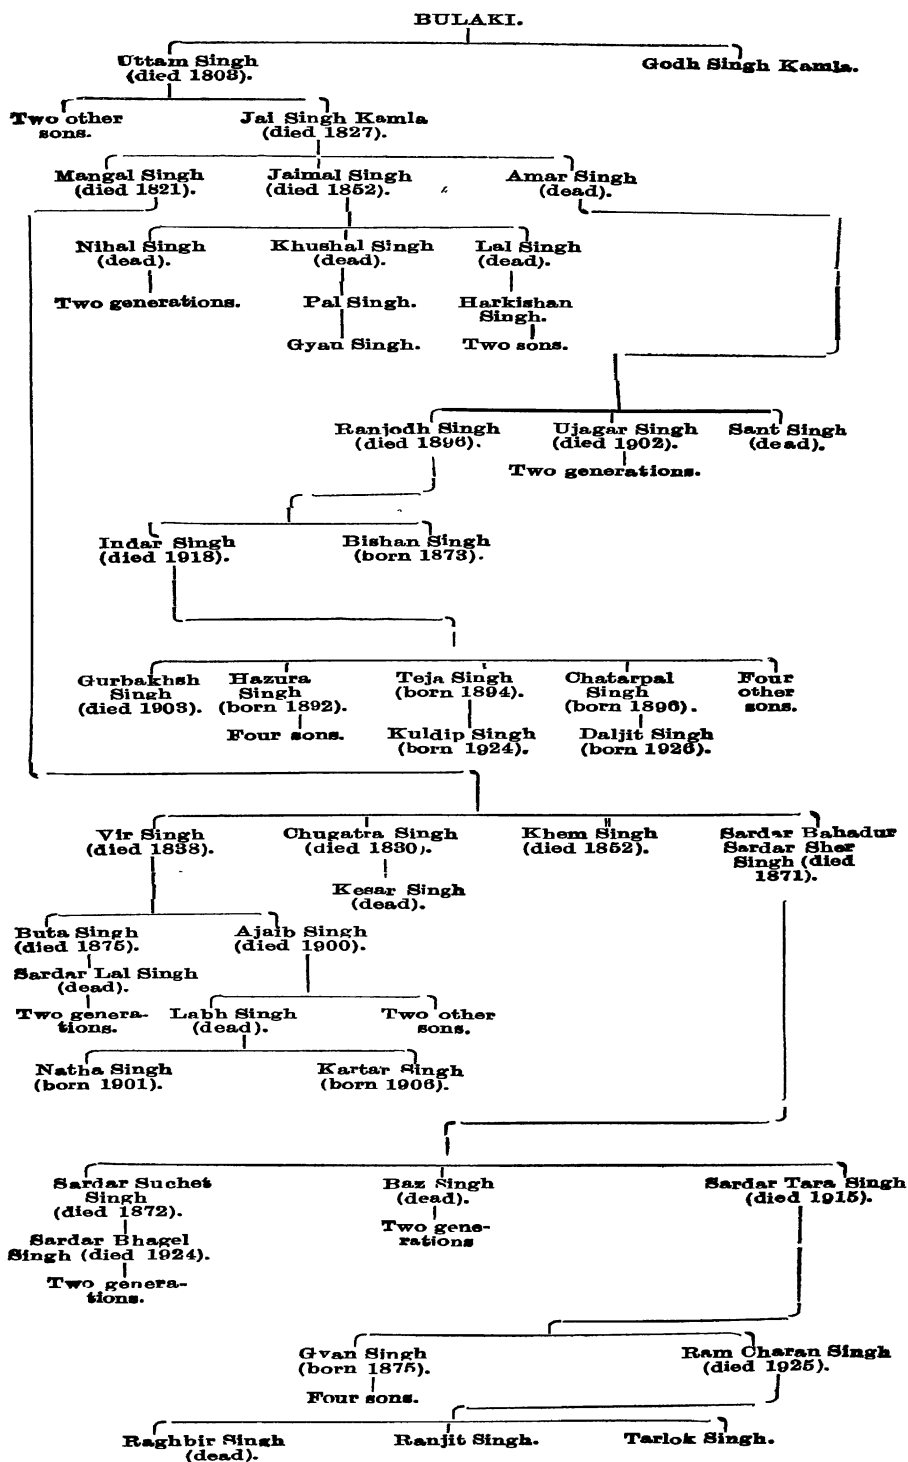 BULAKI.
Uttam Singh
(died 1803).
Godh Singh Kamla.
Two other
sons.
Jai Singh Kamla
(died 1827).
Mangal Singh
(died 1821).
Jaimal Singh
(died 1852).
Amar Singh
(dead).
Nihal Singh
(dead).
Khushal Singh
(dead).
Lal Singh
(dead).
Two generations.
Pal Singh.
Harkishan
Singh.
Gyan Singh.
Two sons.
Ranjodh Singh
(died 1896).
Ujagar Singh
(died 1902).
Sant Singh
(dead).
Two generations.
Indar Singh
(died 1918).
Bishan Singh
(born 1873).
Gurbakhsh
Singh
(died 1903).
Hazura
Singh
(born 1892).
Teja Singh
(born 1894).
Chatarpal
Singh
(born 1896).
Four
other
sons.
Four sons.
Kuldip Singh
(born 1924).
Daljit Singh
(born 1926).
Vir Singh
(died 1838).
Chugatra Singh
(died 1830).
Khem Singh
(died 1852).
Sardar Bahadur
Sardar Sher
Singh (died
1871).
Kesar Singh
(dead).
Buta Singh
(died 1875).
Ajaib Singh
(died 1900).
Sardar Lal Singh
(dead).
Two genera-
tions.
Labh Singh
(dead).
Two other
sons.
Natha Singh
(born 1901).
Kartar Singh
(born 1906).
Sardar Suchet
Singh
(died 1872).
Baz Singh
(dead).
Sardar Tara Singh
(died 1915).
Sardar Bhagel
Singh (died 1924).
Two gene-
rations
Two genera-
tions.
Gyan Singh
(born 1875).
Ram Charan Singh
(died 1925).
Four sons.
Raghbir Singh
(dead).
Ranjit Singh.
Tarlok Singh.